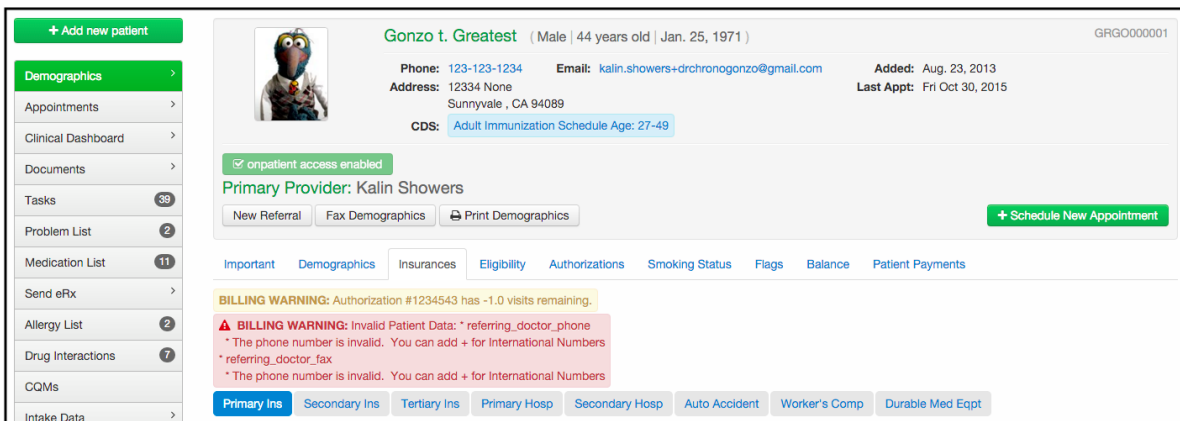 + Add new patient
Demographics
Appointments
Clinical Dashboard
Documents
Tasks 39
Problem List 2
Medication List 11
Send eRx
Allergy List 2
Drug Interactions 7
CQMs
Intake Data
Gonzo t. Greatest ( Male | 44 years old | Jan. 25, 1971 ) GRGO000001
Phone: 123-123-1234 Email: kalin.showers+drchronogonzo@gmail.com Added: Aug. 23, 2013
Address: 12334 None Last Appt: Fri Oct 30, 2015
Sunnyvale , CA 94089
CDS: Adult Immunization Schedule Age: 27-49
onpatient access enabled
Primary Provider: Kalin Showers
New Referral Fax Demographics Print Demographics + Schedule New Appointment
Important Demographics Insurances Eligibility Authorizations Smoking Status Flags Balance Patient Payments
BILLING WARNING: Authorization #1234543 has -1.0 visits remaining.
BILLING WARNING: Invalid Patient Data: * referring_doctor_phone
* The phone number is invalid. You can add + for International Numbers
* referring_doctor_fax
* The phone number is invalid. You can add + for International Numbers
Primary Ins Secondary Ins Tertiary Ins Primary Hosp Secondary Hosp Auto Accident Worker's Comp Durable Med Eqpt